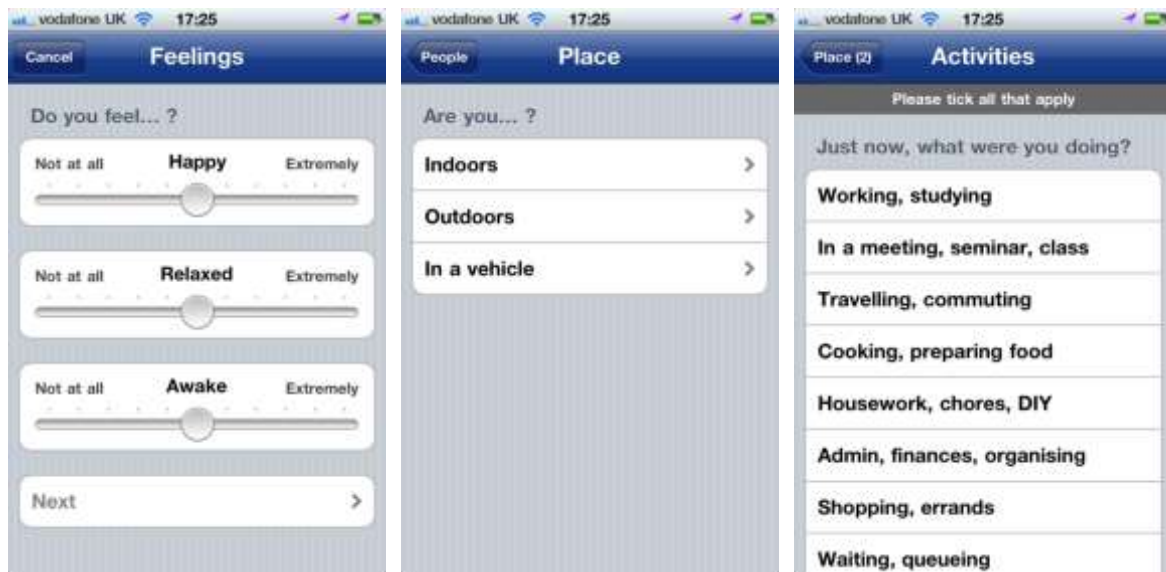 vodafone UK 17:25
Cancel Feelings
Do you feel... ?
Not at all Happy Extremely
Not at all Relaxed Extremely
Not at all Awake Extremely
Next
vodafone UK 17:25
People Place
Are you... ?
Indoors
Outdoors
In a vehicle
vodafone UK 17:25
Place (2) Activities
Please tick all that apply
Just now, what were you doing?
Working, studying
In a meeting, seminar, class
Travelling, commuting
Cooking, preparing food
Housework, chores, DIY
Admin, finances, organising
Shopping, errands
Waiting, queueing